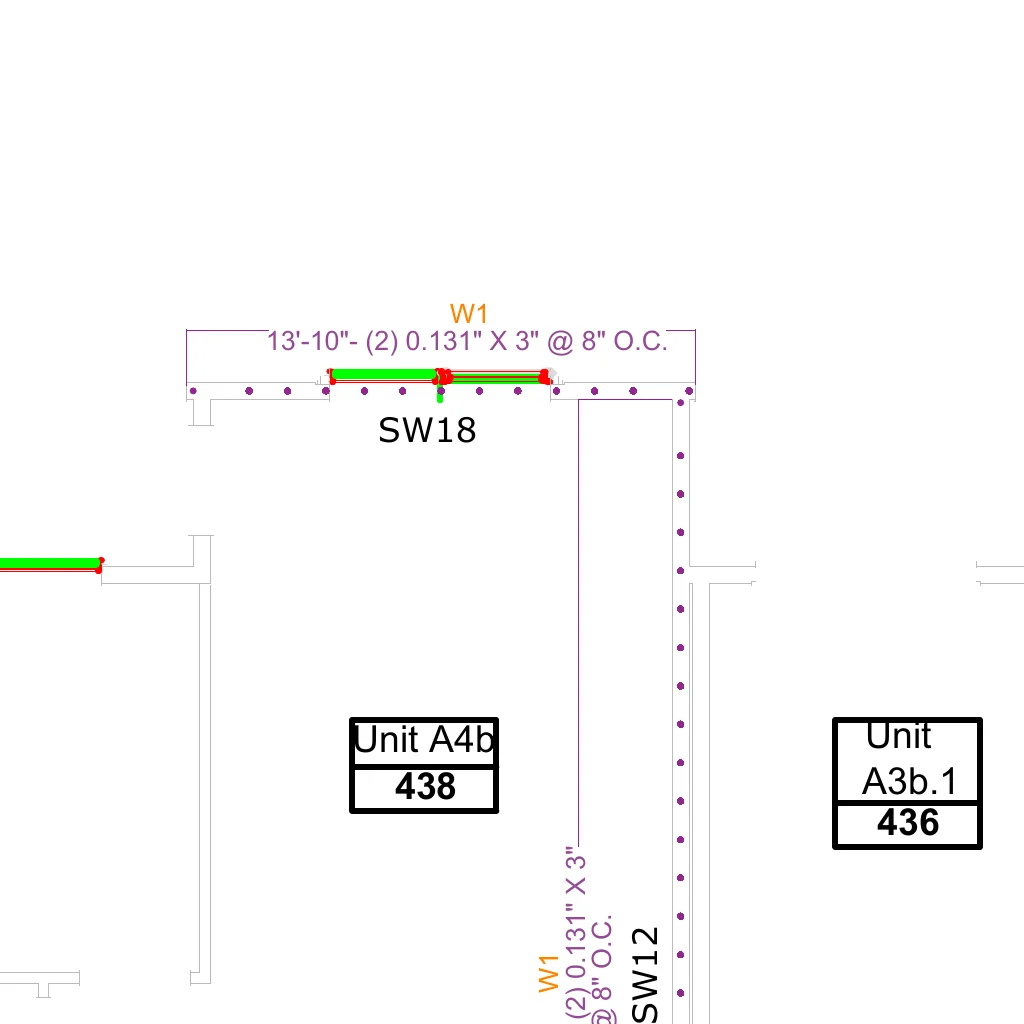 W1
13'-10"- (2) 0.131" X 3" @ 8" O.C.
SW18
Unit A4b
438
Unit
A3b.1
436
W1
(2) 0.131" X 3"
@ 8" O.C.
SW12